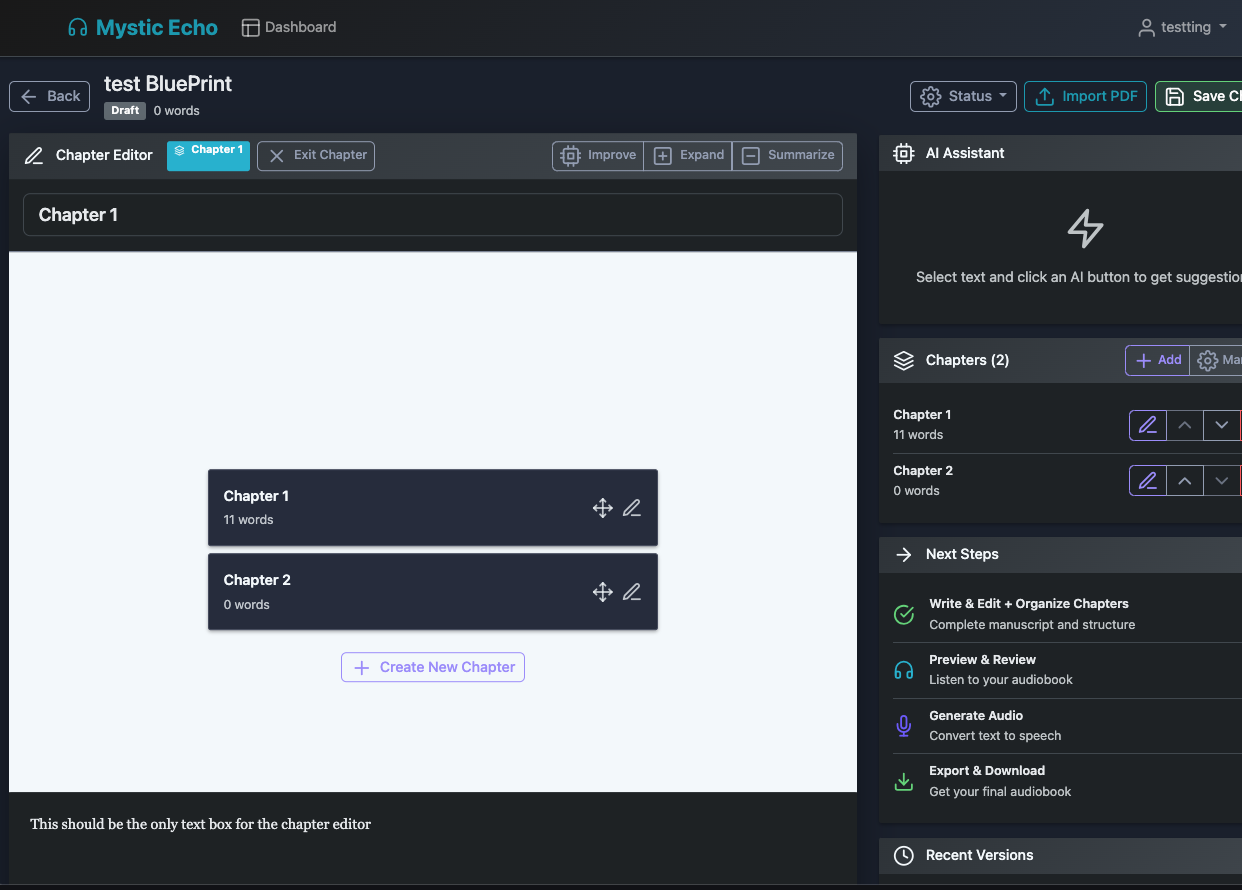 Mystic Echo
Dashboard
testting
Back
test BluePrint
Draft
0 words
Status
Import PDF
Save
Chapter Editor
Chapter 1
Exit Chapter
Improve
Expand
Summarize
Chapter 1
Chapter 1
11 words
Chapter 2
0 words
Create New Chapter
This should be the only text box for the chapter editor
AI Assistant
Select text and click an AI button to get
Chapters (2)
Add
Chapter 1
11 words
Chapter 2
0 words
Next Steps
Write & Edit + Organize Chapters
Complete manuscript and structure
Preview & Review
Listen to your audiobook
Generate Audio
Convert text to speech
Export & Download
Get your final audiobook
Recent Versions